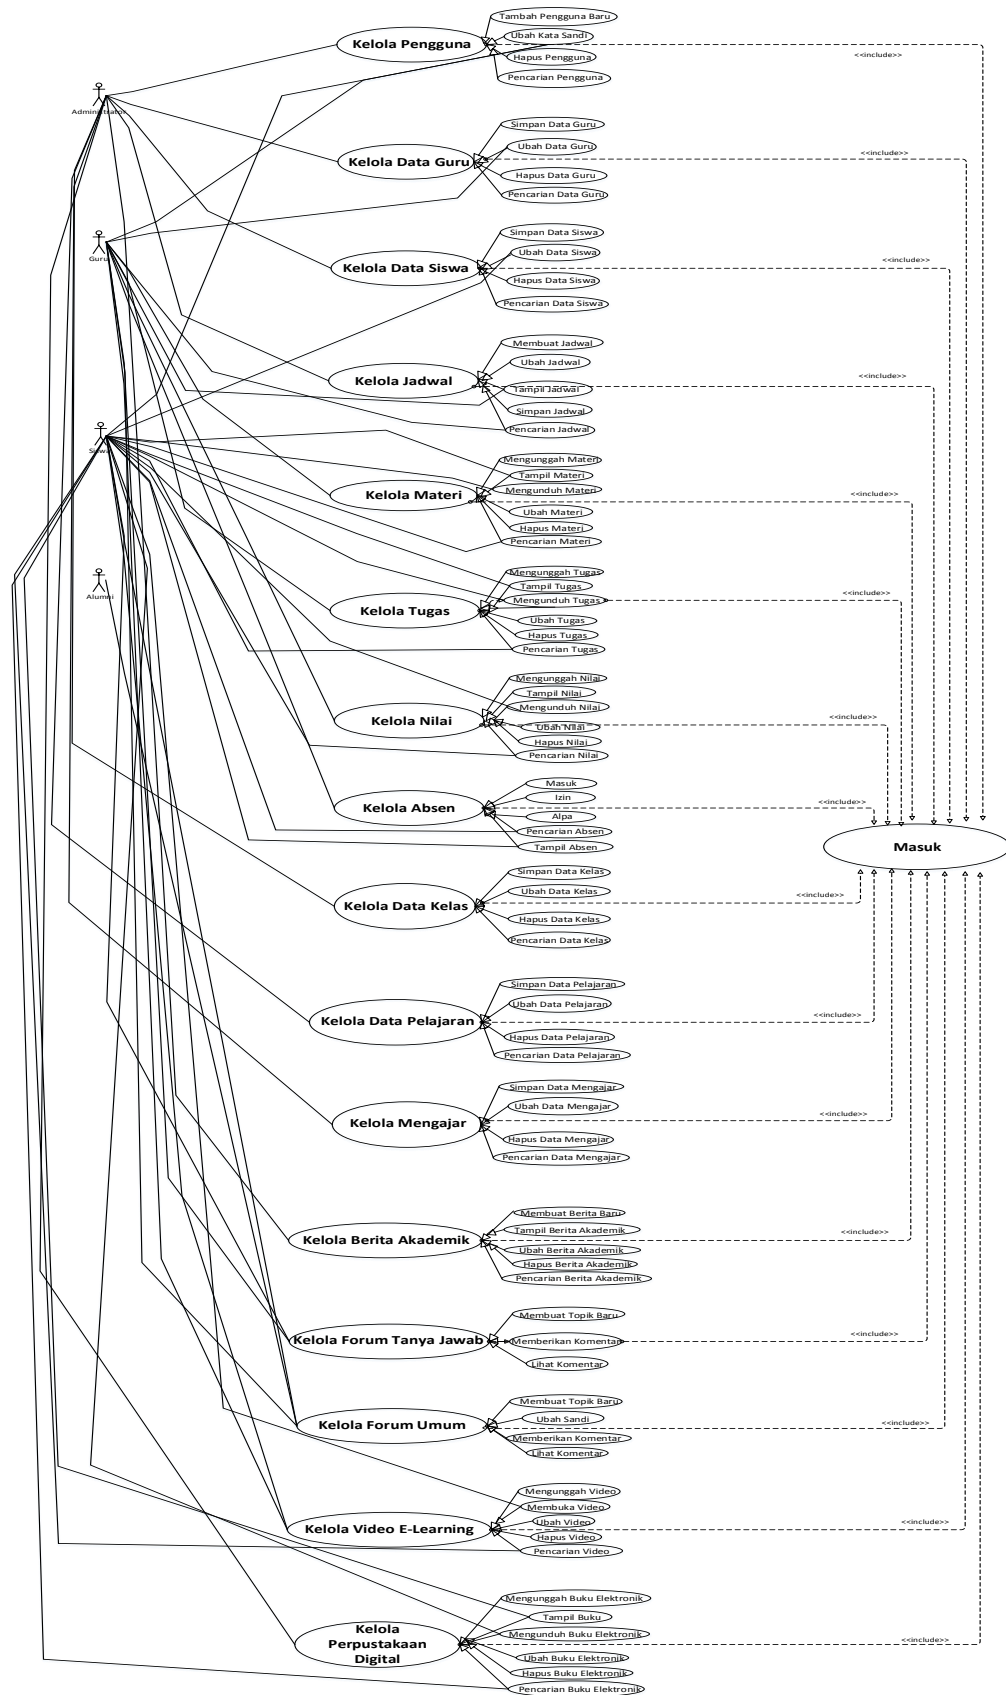 Tambah Pengguna Baru
Ubah Kata Sandi
Kelola Pengguna
<<include>>
Hapus Pengguna
Pencarian Pengguna
Administrator
Simpan Data Guru
Ubah Data Guru
<<include>>
Kelola Data Guru
Hapus Data Guru
Pencarian Data Guru
Simpan Data Siswa
Guru
Ubah Data Siswa
<<include>>
Kelola Data Siswa
Hapus Data Siswa
Pencarian Data Siswa
Membuat Jadwal
Ubah Jadwal
<<include>>
Kelola Jadwal
Tampil Jadwal
Simpan Jadwal
Pencarian Jadwal
Siswa
Mengunggah Materi
Tampil Materi
Mengunduh Materi
<<include>>
Kelola Materi
Ubah Materi
Hapus Materi
Pencarian Materi
Mengunggah Tugas
Tampil Tugas
<<include>>
Alumni
Mengunduh Tugas
Kelola Tugas
Ubah Tugas
Hapus Tugas
Pencarian Tugas
Mengunggah Nilai
Tampil Nilai
Mengunduh Nilai
<<include>>
Kelola Nilai
Ubah Nilai
Hapus Nilai
Pencarian Nilai
Masuk
Izin
<<include>>
Kelola Absen
Alpa
Pencarian Absen
Tampil Absen
Masuk
Simpan Data Kelas
Ubah Data Kelas
<<include>>
Kelola Data Kelas
Hapus Data Kelas
Pencarian Data Kelas
Simpan Data Pelajaran
Ubah Data Pelajaran
<<include>>
Kelola Data Pelajaran
Hapus Data Pelajaran
Pencarian Data Pelajaran
Simpan Data Mengajar
Ubah Data Mengajar
<<include>>
Kelola Mengajar
Hapus Data Mengajar
Pencarian Data Mengajar
Membuat Berita Baru
Tampil Berita Akademik
<<include>>
Kelola Berita Akademik
Ubah Berita Akademik
Hapus Berita Akademik
Pencarian Berita Akademik
Membuat Topik Baru
<<include>>
Kelola Forum Tanya Jawab
Memberikan Komentar
Lihat Komentar
Membuat Topik Baru
Ubah Sandi
<<include>>
Kelola Forum Umum
Memberikan Komentar
Lihat Komentar
Mengunggah Video
Membuka Video
Ubah Video
<<include>>
Kelola Video E-Learning
Hapus Video
Pencarian Video
Mengunggah Buku Elektronik
Tampil Buku
Mengunduh Buku Elektronik
<<include>>
Kelola
Perpustakaan
Digital
Ubah Buku Elektronik
Hapus Buku Elektronik
Pencarian Buku Elektronik